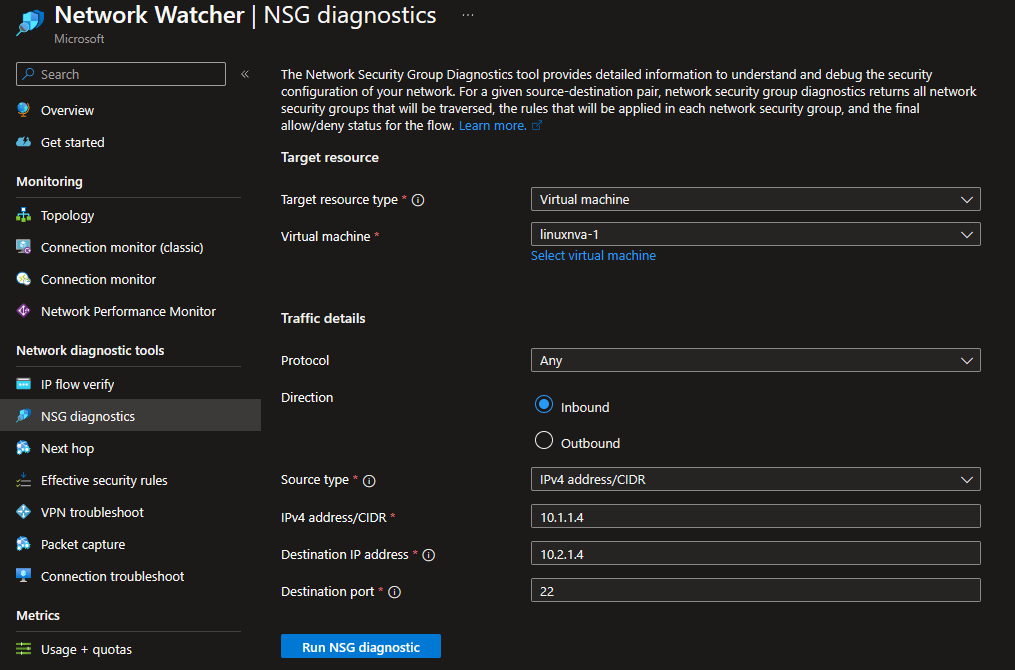 Network Watcher | NSG diagnostics ...
Microsoft
Search «
Overview
Get started
Monitoring
Topology
Connection monitor (classic)
Connection monitor
Network Performance Monitor
Network diagnostic tools
IP flow verify
NSG diagnostics
Next hop
Effective security rules
VPN troubleshoot
Packet capture
Connection troubleshoot
Metrics
Usage + quotas
The Network Security Group Diagnostics tool provides detailed information to understand and debug the security
configuration of your network. For a given source-destination pair, network security group diagnostics returns all network
security groups that will be traversed, the rules that will be applied in each network security group, and the final
allow/deny status for the flow. Learn more.
Target resource
Target resource type * Virtual machine
Virtual machine * linuxnva-1
Select virtual machine
Traffic details
Protocol Any
Direction
Inbound
Outbound
Source type * IPv4 address/CIDR
IPv4 address/CIDR * 10.1.1.4
Destination IP address * 10.2.1.4
Destination port * 22
Run NSG diagnostic